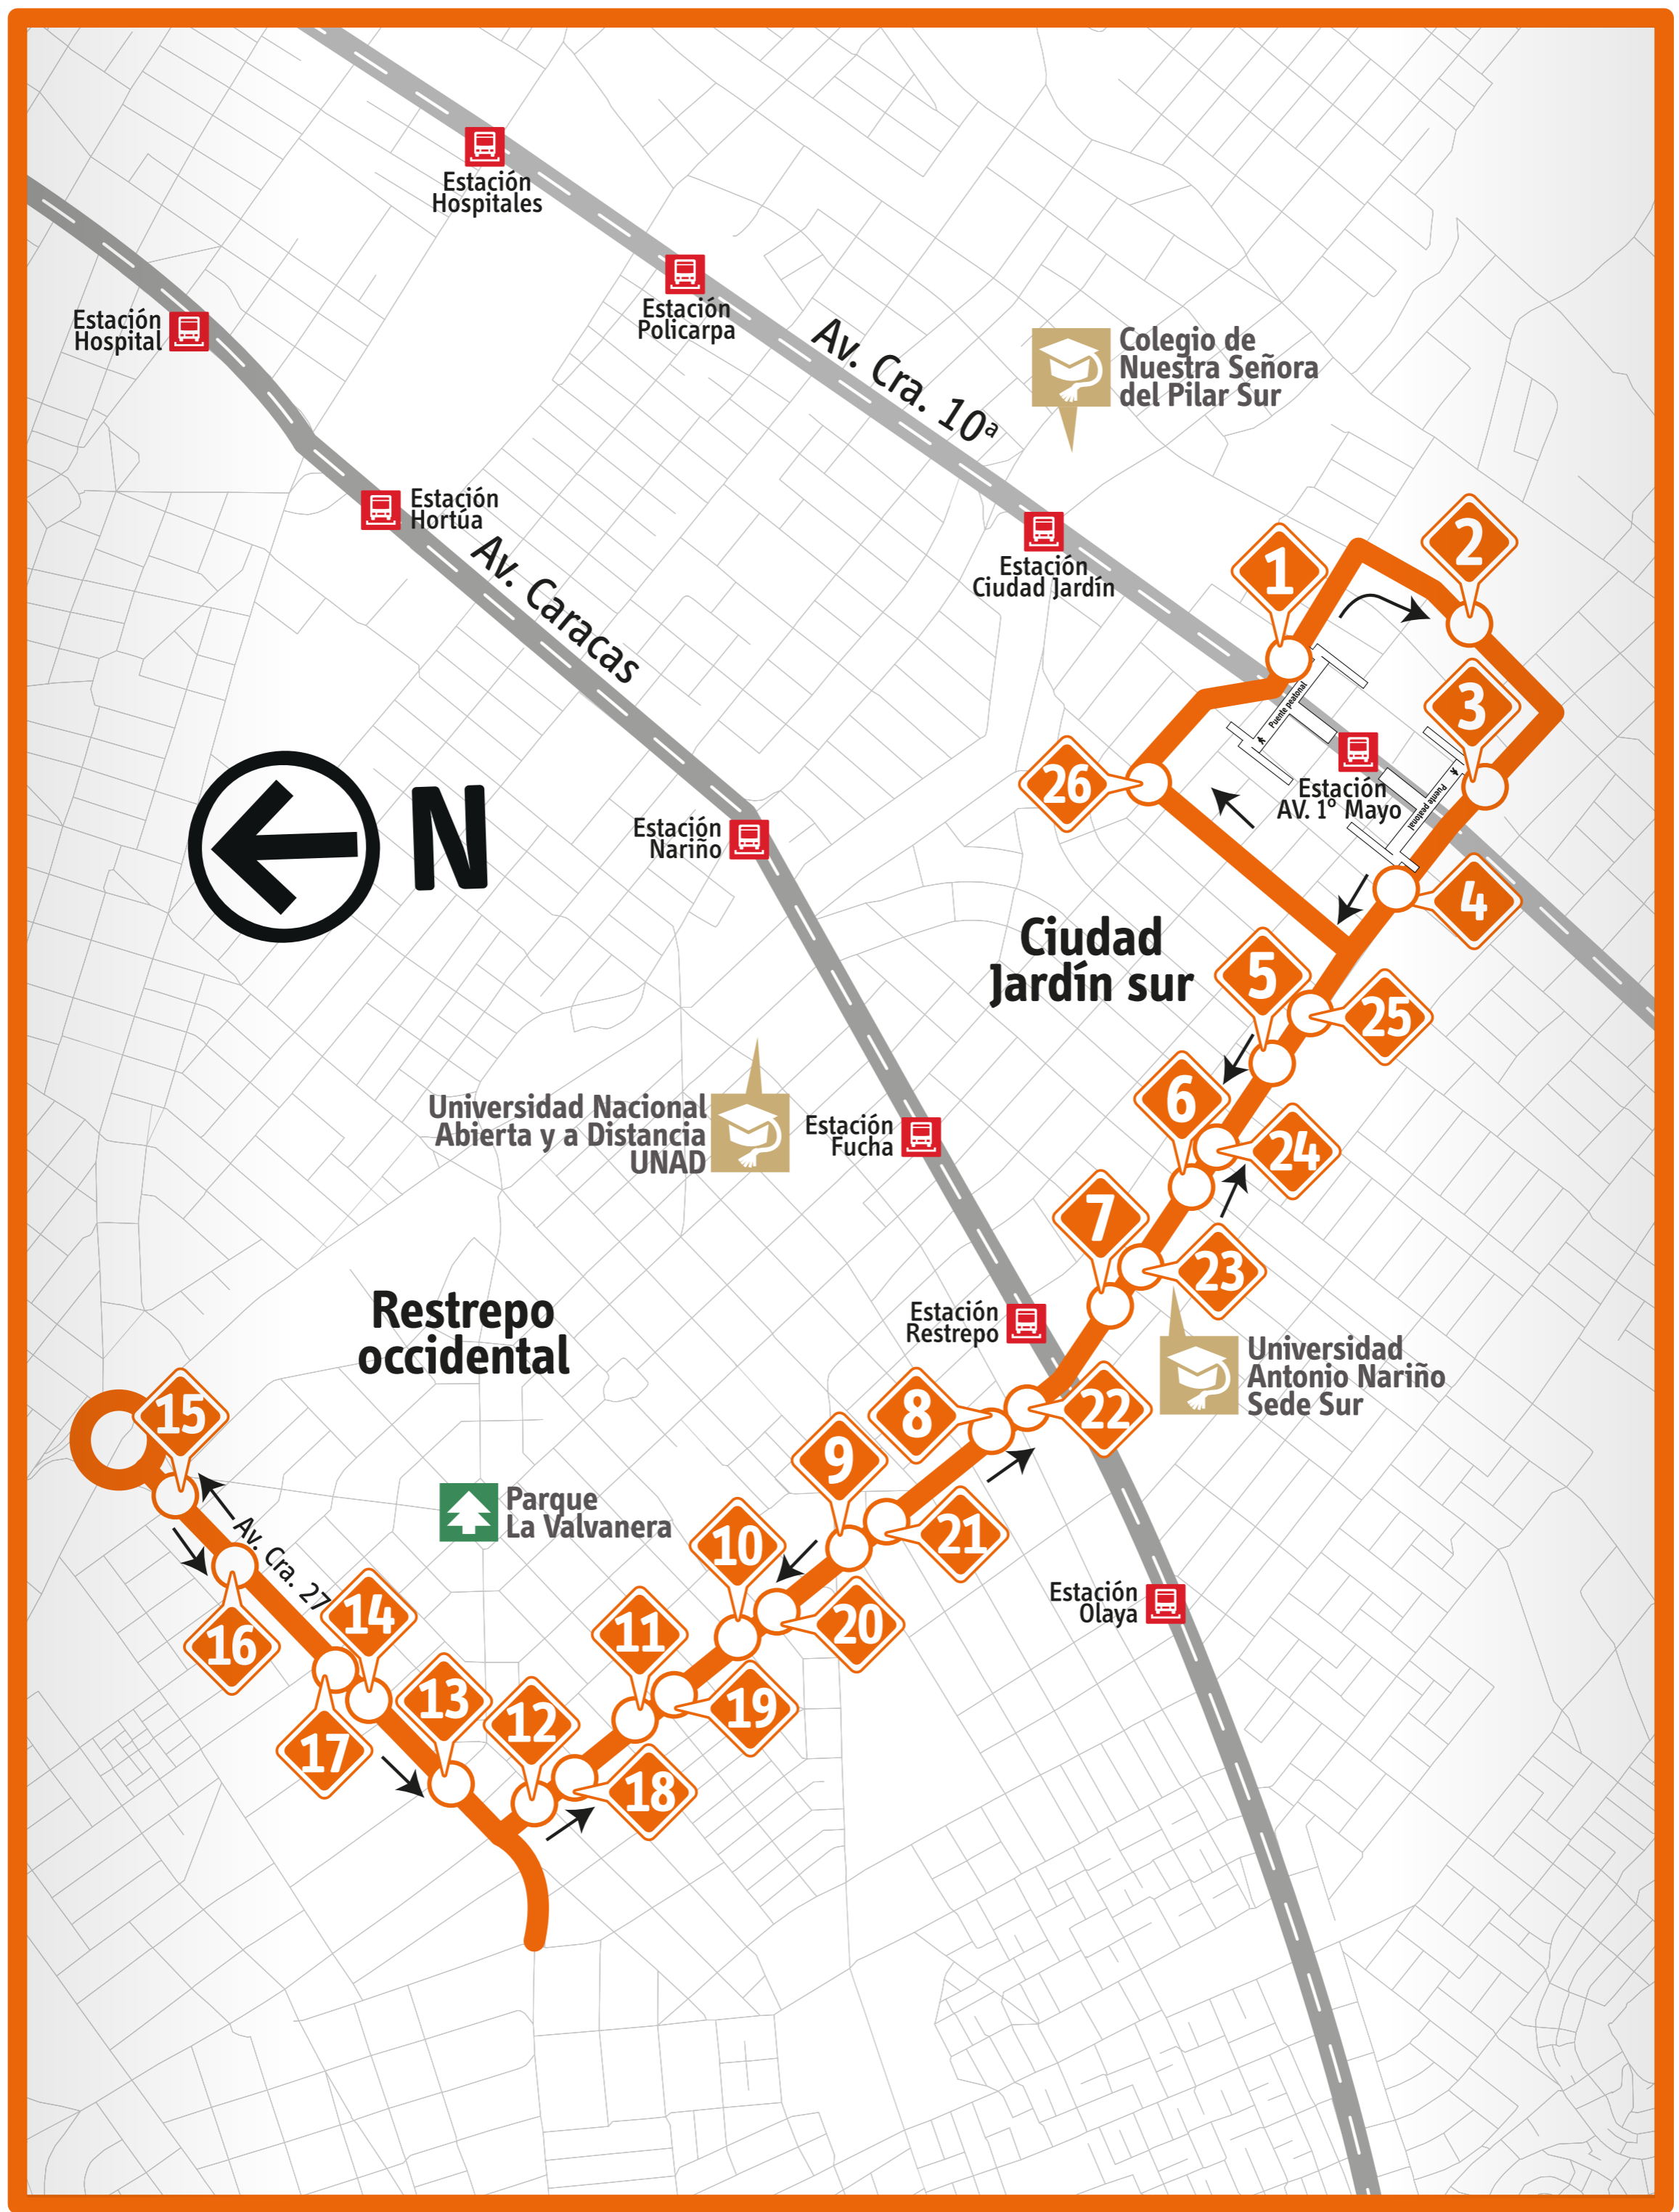 Estación
Hospitales
Estación
Policarpa
Estación
Hospital
Av. Cra. 10ª
Colegio de
Nuestra Señora
del Pilar Sur
Estación
Hortúa
Av. Caracas
Estación
Ciudad Jardín
1
2
3
Puente peatonal
Estación
AV. 1° Mayo
Puente peatonal
26
N
Estación
Nariño
4
Ciudad
Jardín sur
5
25
6
Universidad Nacional
Abierta y a Distancia
UNAD
Estación
Fucha
24
7
23
Restrepo
occidental
Estación
Restrepo
Universidad
Antonio Nariño
Sede Sur
15
8
22
9
Parque
La Valvanera
10
21
Av. Cra. 27
14
16
11
20
Estación
Olaya
13
12
19
17
18